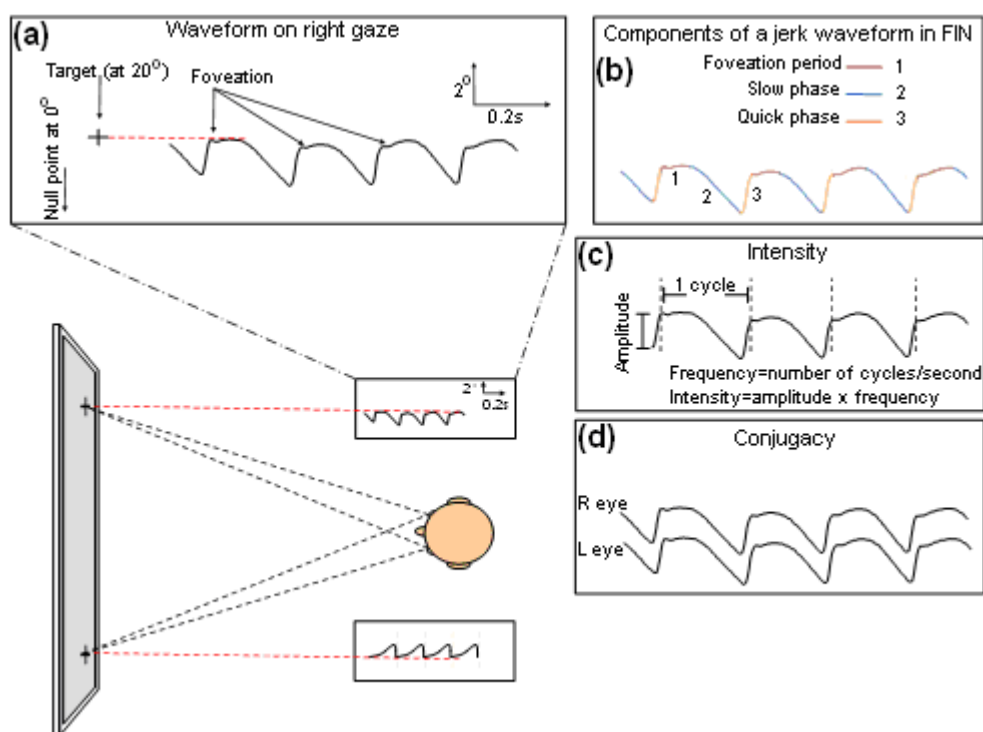 (a)
Waveform on right gaze
Target (at 20°)
Foveation
2°
0.2s
Null point at 0°
Components of a jerk waveform in FIN
(b)
Foveation period 1
Slow phase 2
Quick phase 3
1 2 3
(c)
Intensity
1 cycle
Amplitude
Frequency=number of cycles/second
Intensity=amplitude x frequency
2
0.2s
(d)
Conjugacy
R eye
L eye